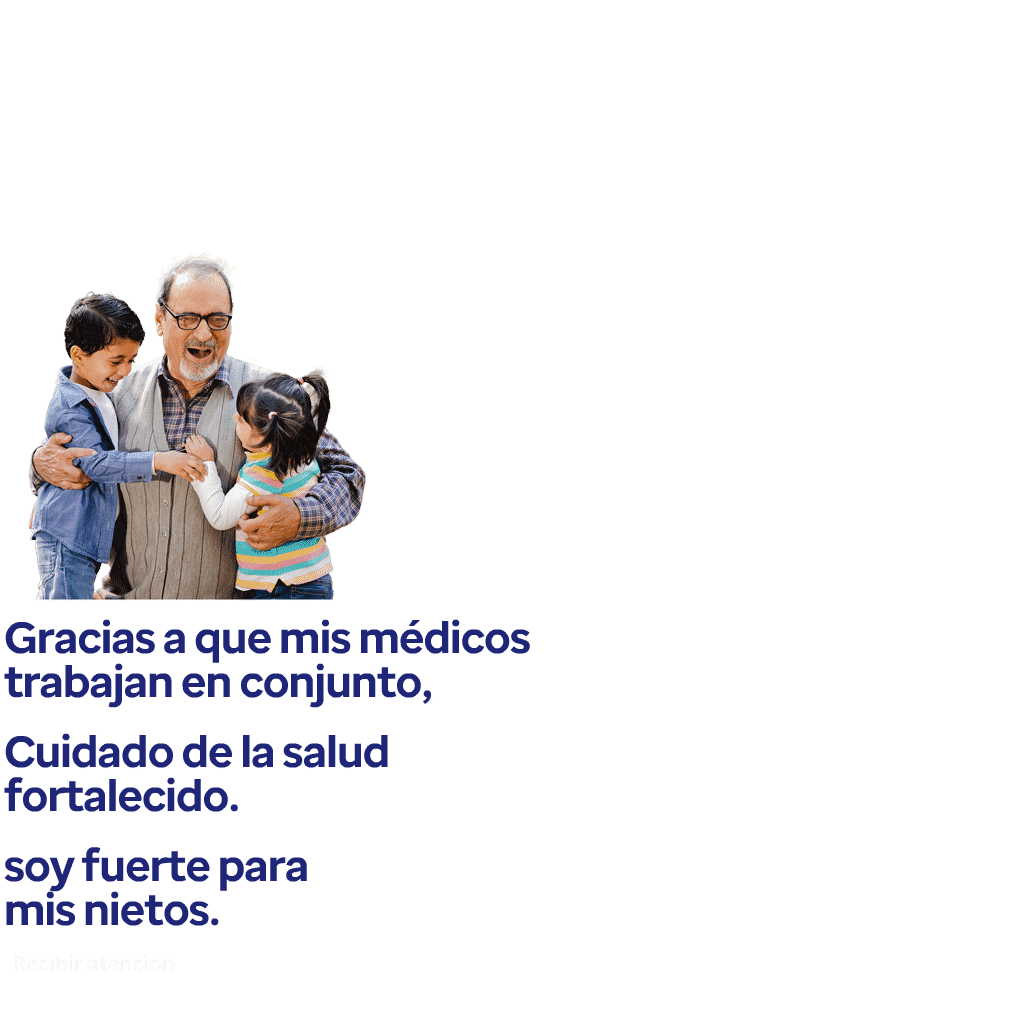 Gracias a que mis médicos
trabajan en conjunto,
Cuidado de la salud
fortalecido.
soy fuerte para
mis nietos.
Recibir atención